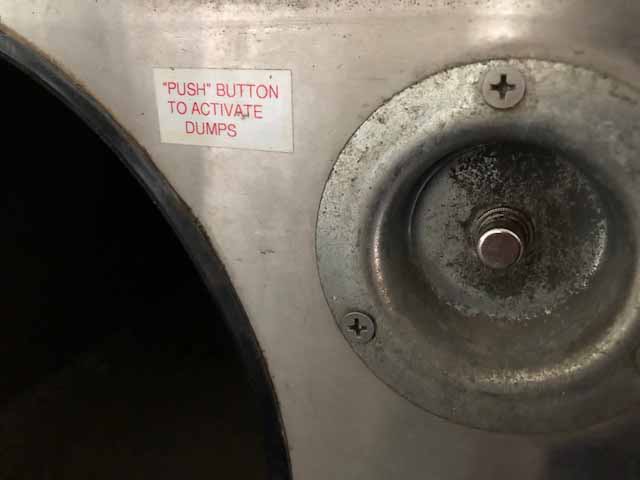 "PUSH" BUTTON
TO ACTIVATE
DUMPS